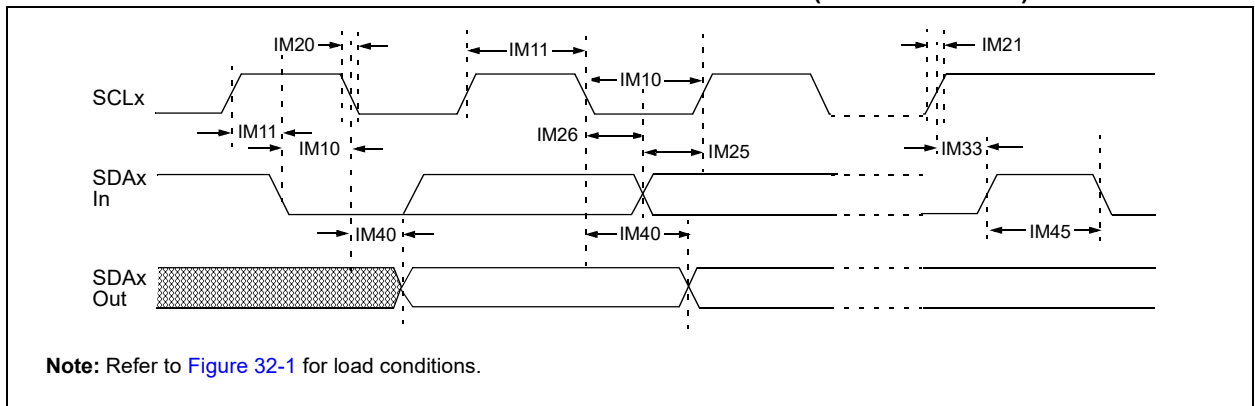 IM20
IM11
IM21
IM10
SCLx
IM11
IM26
IM10
IM33
IM25
SDAx
In
IM40
IM40
IM45
SDAx
Out
Note: Refer to Figure 32-1 for load conditions.